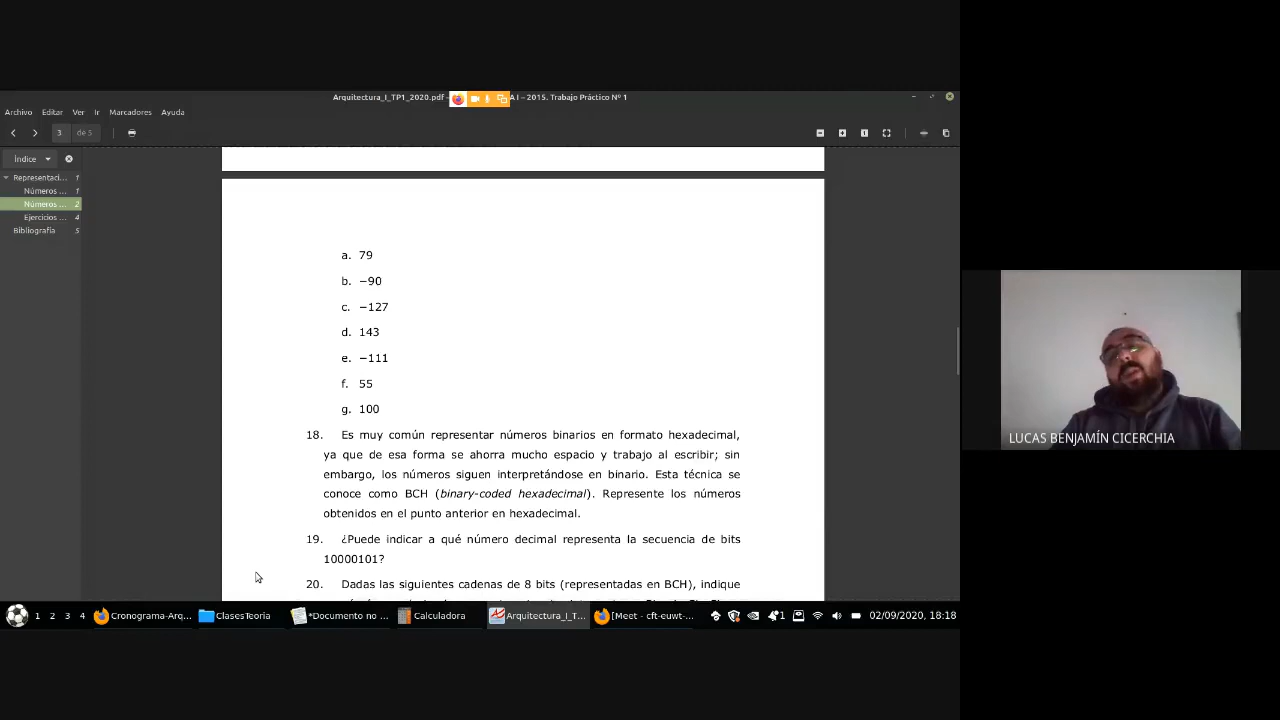 Arquitectura_I_TP1_2020.pdf - A I – 2015. Trabajo Práctico Nº 1
Archivo Editar Ver Ir Marcadores Ayuda
3 de 5
Índice
Representaci... 1
Números ... 1
Números ... 2
Ejercicios ... 4
Bibliografía 5
a. 79
b. −90
c. −127
d. 143
e. −111
f. 55
g. 100
18. Es muy común representar números binarios en formato hexadecimal,
ya que de esa forma se ahorra mucho espacio y trabajo al escribir; sin
embargo, los números siguen interpretándose en binario. Esta técnica se
conoce como BCH (binary-coded hexadecimal). Represente los números
obtenidos en el punto anterior en hexadecimal.
19. ¿Puede indicar a qué número decimal representa la secuencia de bits
10000101?
20. Dadas las siguientes cadenas de 8 bits (representadas en BCH), indique
LUCAS BENJAMÍN CICERCHIA
1 2 3 4 Cronograma-Arq... ClasesTeoria *Documento no ... Calculadora Arquitectura_I_T... [Meet - cft-euwt-... 1 02/09/2020, 18:18